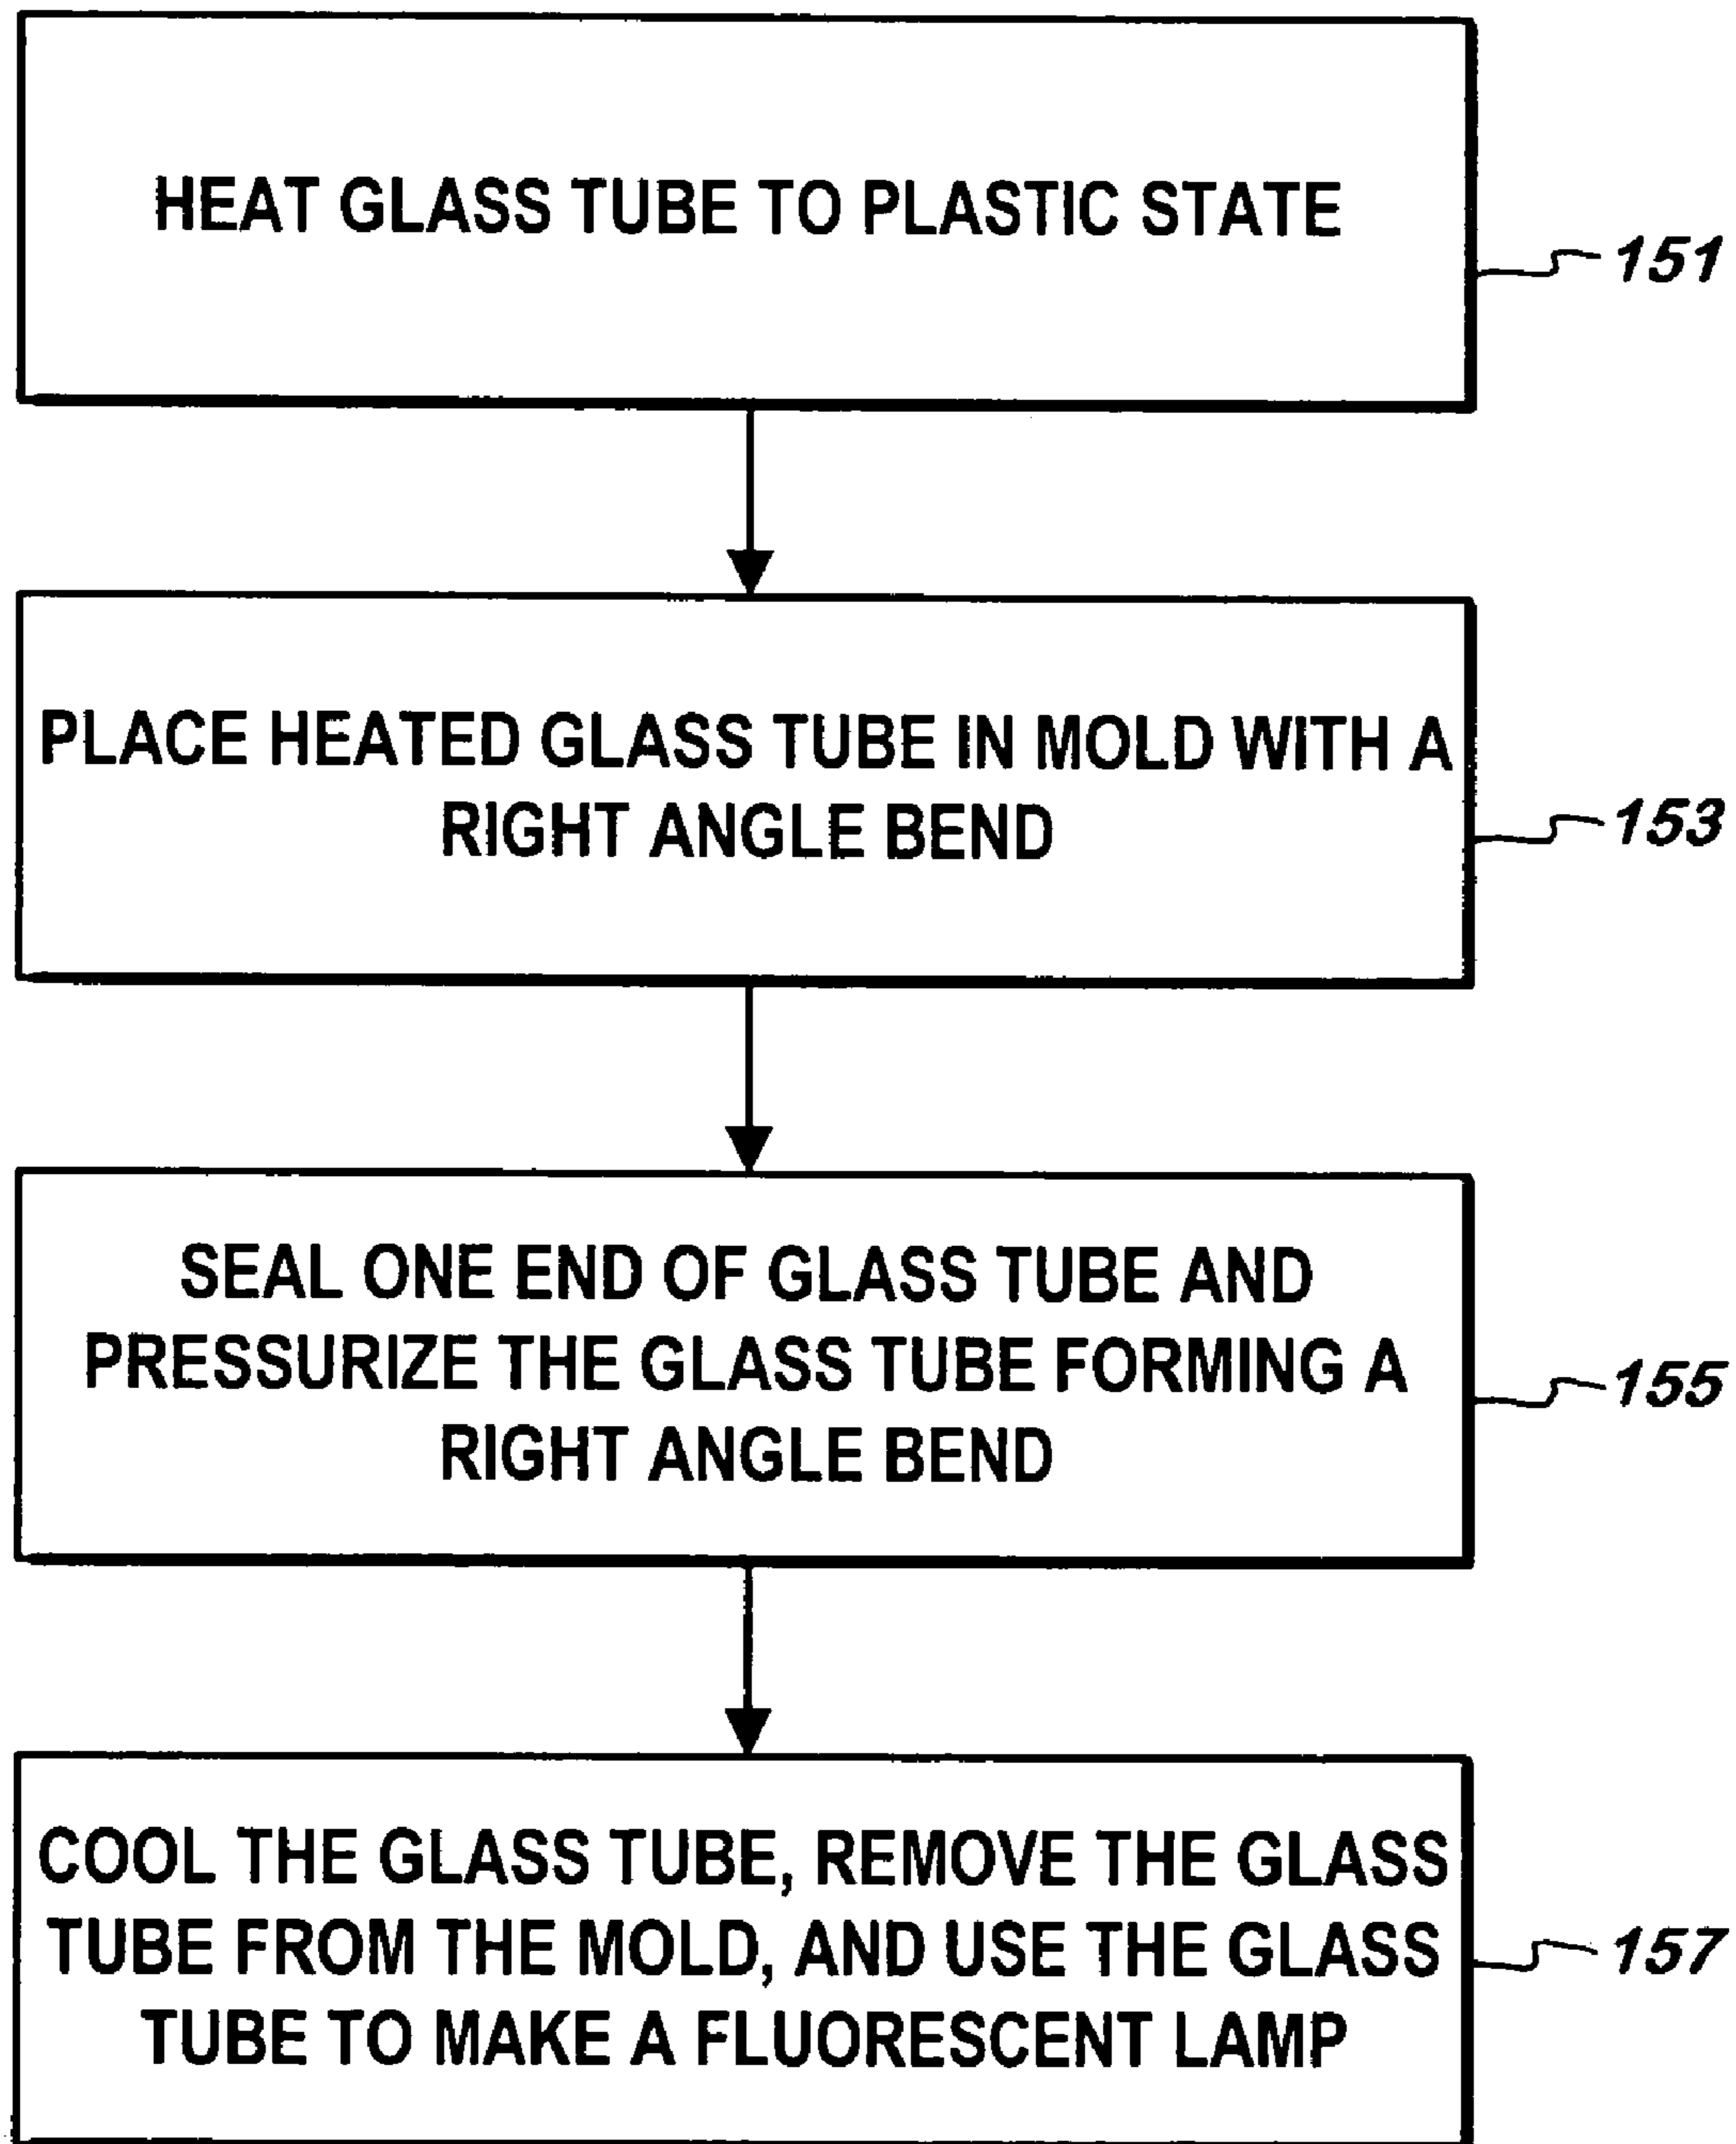 HEAT GLASS TUBE TO PLASTIC STATE
151
PLACE HEATED GLASS TUBE IN MOLD WITH A
RIGHT ANGLE BEND
153
SEAL ONE END OF GLASS TUBE AND
PRESSURIZE THE GLASS TUBE FORMING A
RIGHT ANGLE BEND
155
COOL THE GLASS TUBE, REMOVE THE GLASS
TUBE FROM THE MOLD, AND USE THE GLASS
TUBE TO MAKE A FLUORESCENT LAMP
157